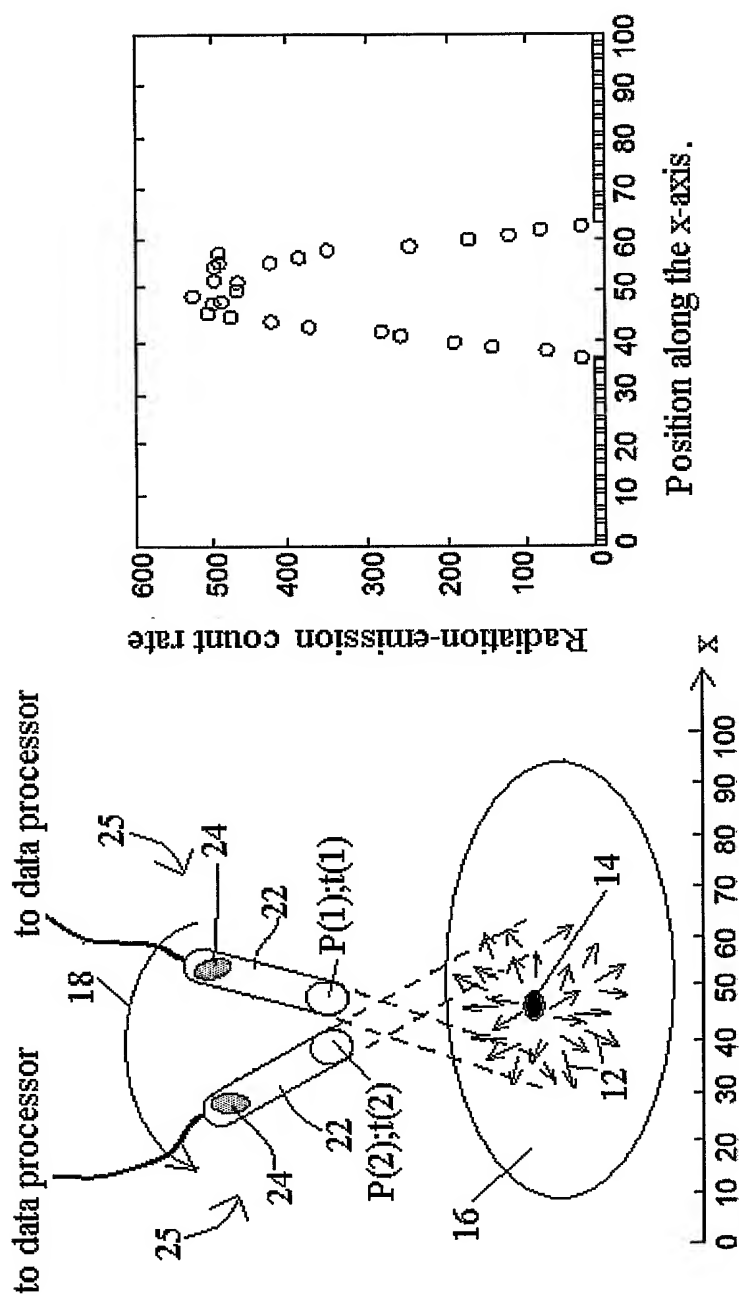 to data processor
to data processor
18
25
24
22
24
22
25
P(1);t(1)
P(2);t(2)
14
12
16
0 10 20 30 40 50 60 70 80 90 100
X
Radiation-emission count rate
600
500
400
300
200
100
0
0 10 20 30 40 50 60 70 80 90 100
Position along the x-axis.